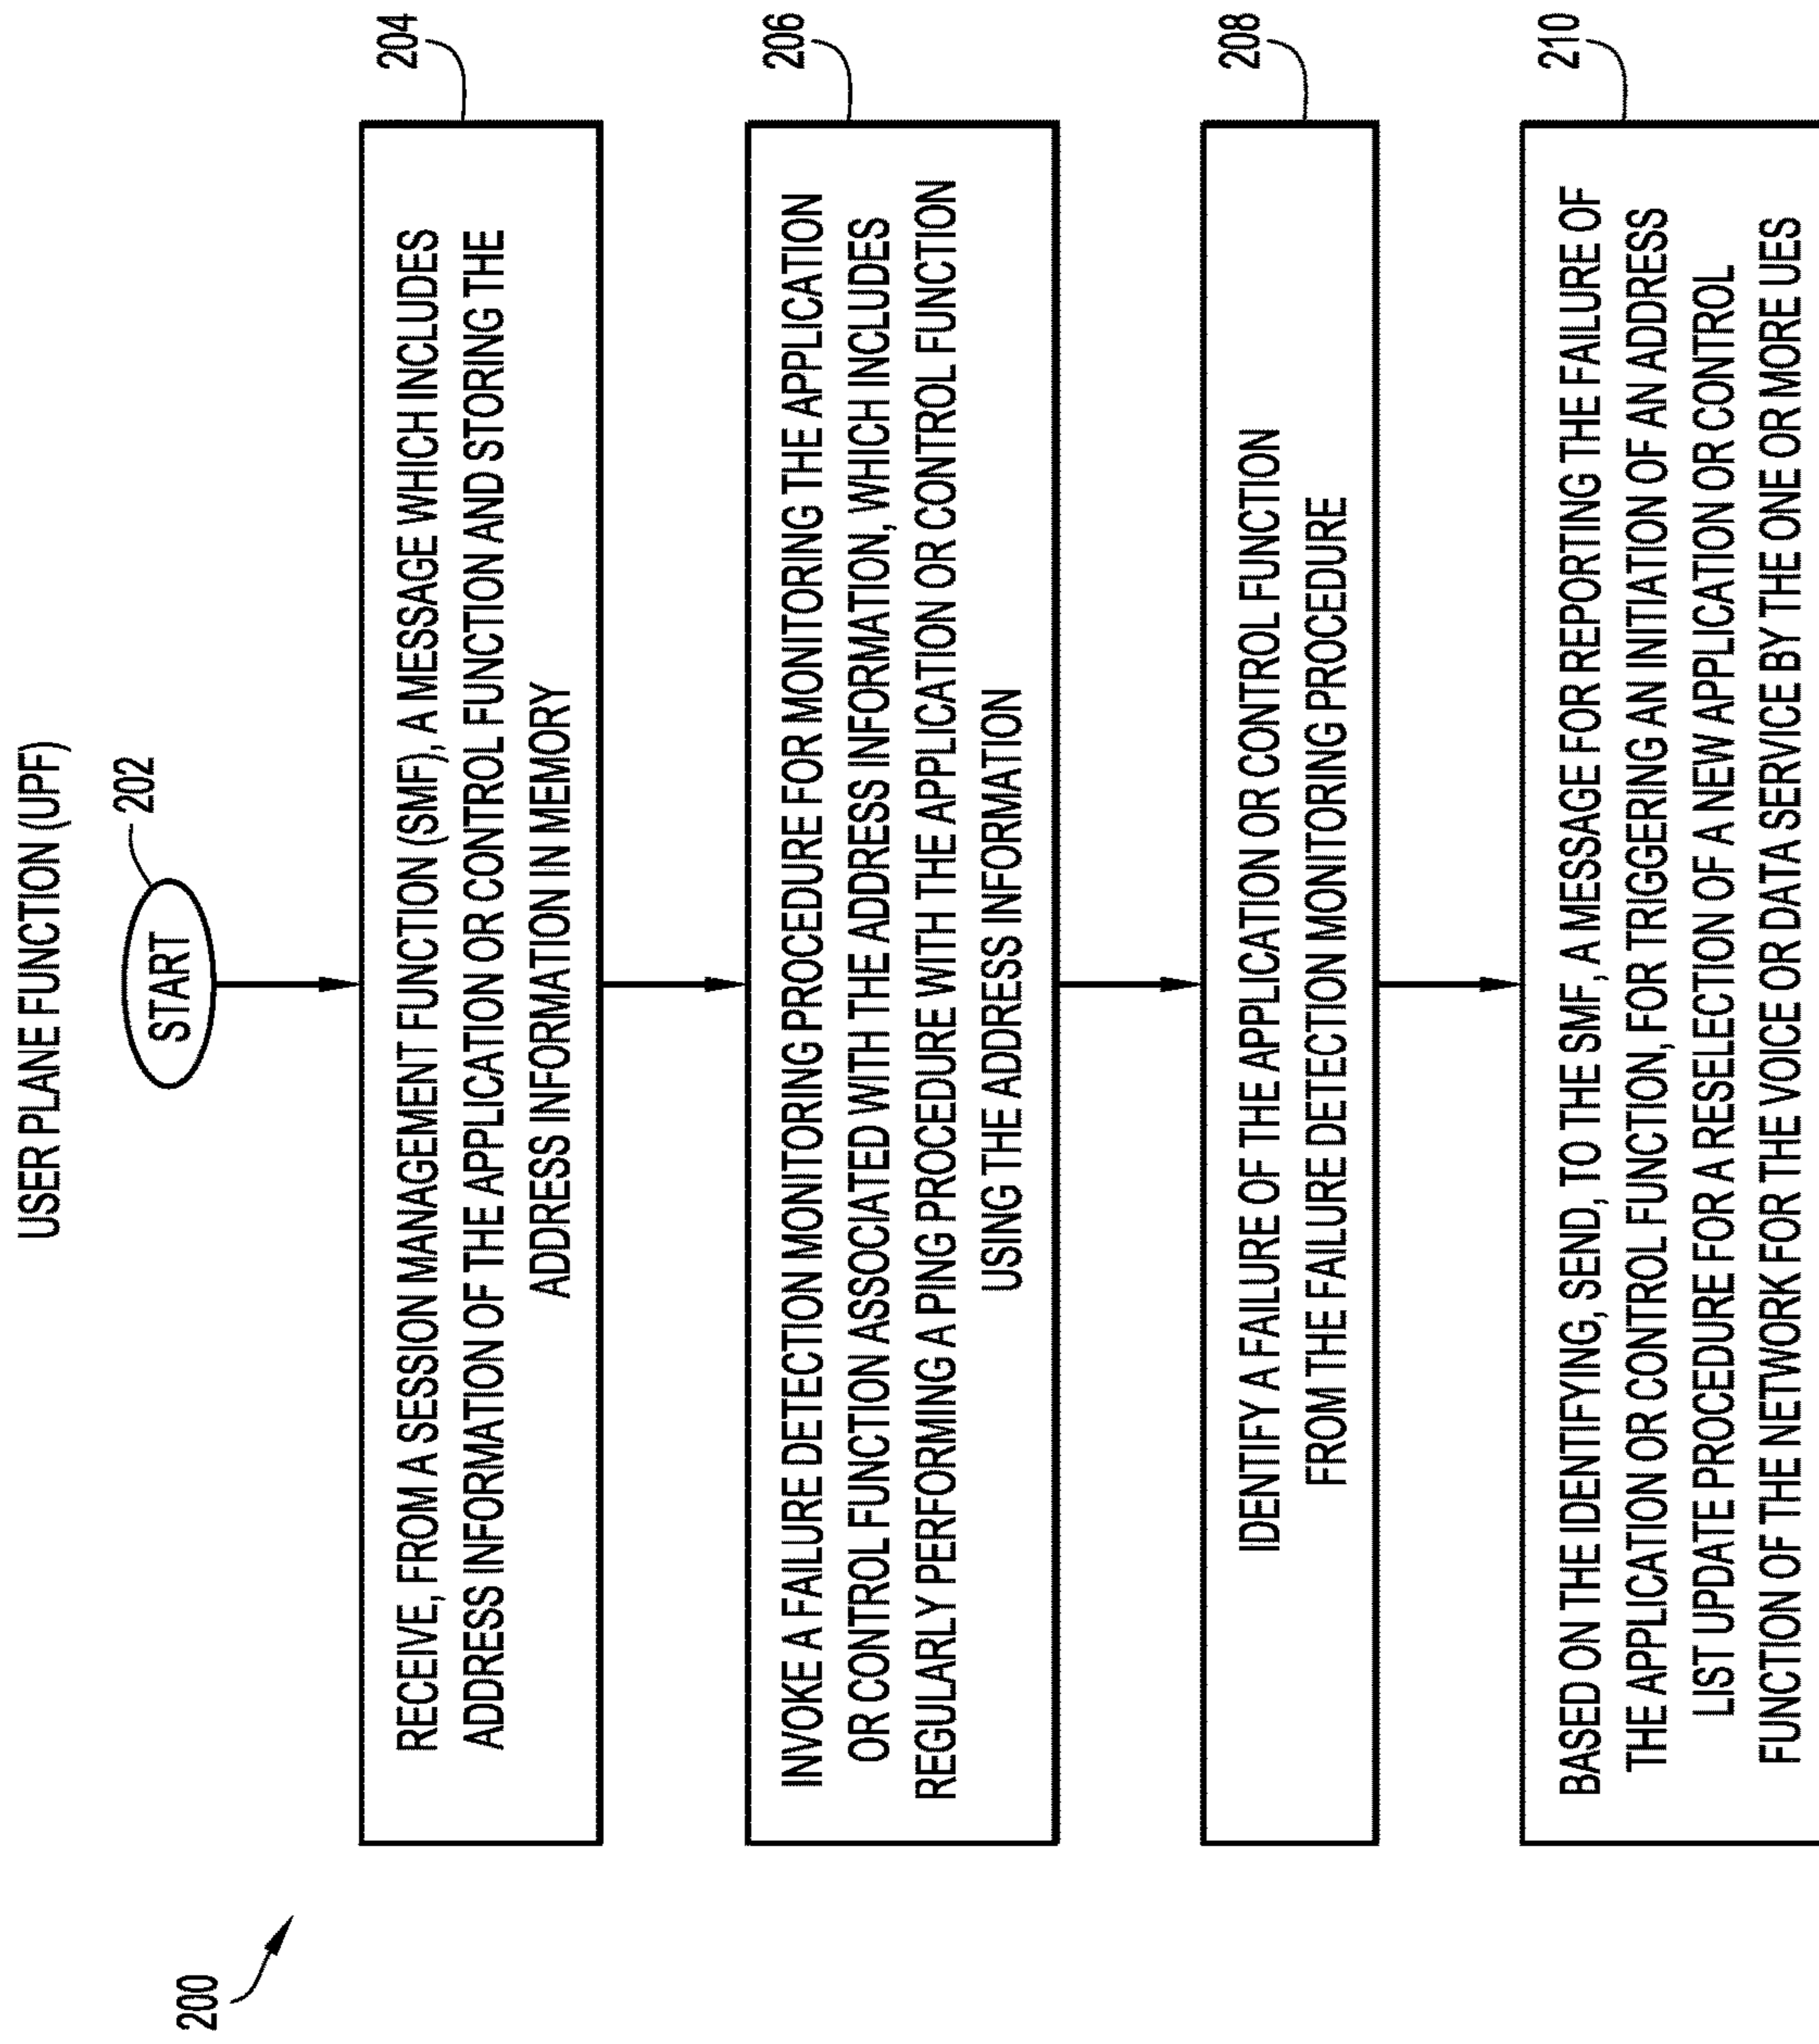 USER PLANE FUNCTION (UPF)
200
202
START
204
RECEIVE, FROM A SESSION MANAGEMENT FUNCTION (SMF), A MESSAGE WHICH INCLUDES
ADDRESS INFORMATION OF THE APPLICATION OR CONTROL FUNCTION AND STORING THE
ADDRESS INFORMATION IN MEMORY
206
INVOKE A FAILURE DETECTION MONITORING PROCEDURE FOR MONITORING THE APPLICATION
OR CONTROL FUNCTION ASSOCIATED WITH THE ADDRESS INFORMATION, WHICH INCLUDES
REGULARLY PERFORMING A PING PROCEDURE WITH THE APPLICATION OR CONTROL FUNCTION
USING THE ADDRESS INFORMATION
208
IDENTIFY A FAILURE OF THE APPLICATION OR CONTROL FUNCTION
FROM THE FAILURE DETECTION MONITORING PROCEDURE
210
BASED ON THE IDENTIFYING, SEND, TO THE SMF, A MESSAGE FOR REPORTING THE FAILURE OF
THE APPLICATION OR CONTROL FUNCTION, FOR TRIGGERING AN INITIATION OF AN ADDRESS
LIST UPDATE PROCEDURE FOR A RESELECTION OF A NEW APPLICATION OR CONTROL
FUNCTION OF THE NETWORK FOR THE VOICE OR DATA SERVICE BY THE ONE OR MORE UES